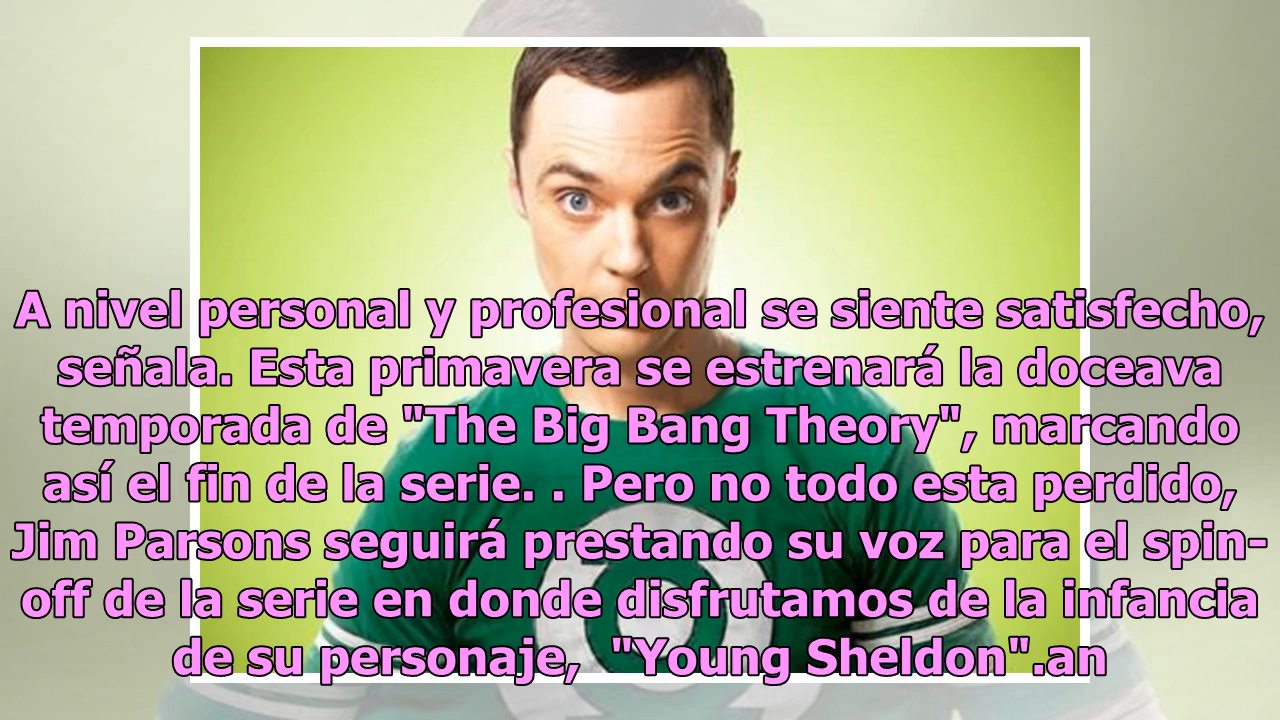 A nivel personal y profesional se siente satisfecho,
señala. Esta primavera se estrenará la doceava
temporada de "The Big Bang Theory", marcando
así el fin de la serie. . Pero no todo esta perdido,
Jim Parsons seguirá prestando su voz para el spin-
off de la serie en donde disfrutamos de la infancia
de su personaje,  "Young Sheldon".an